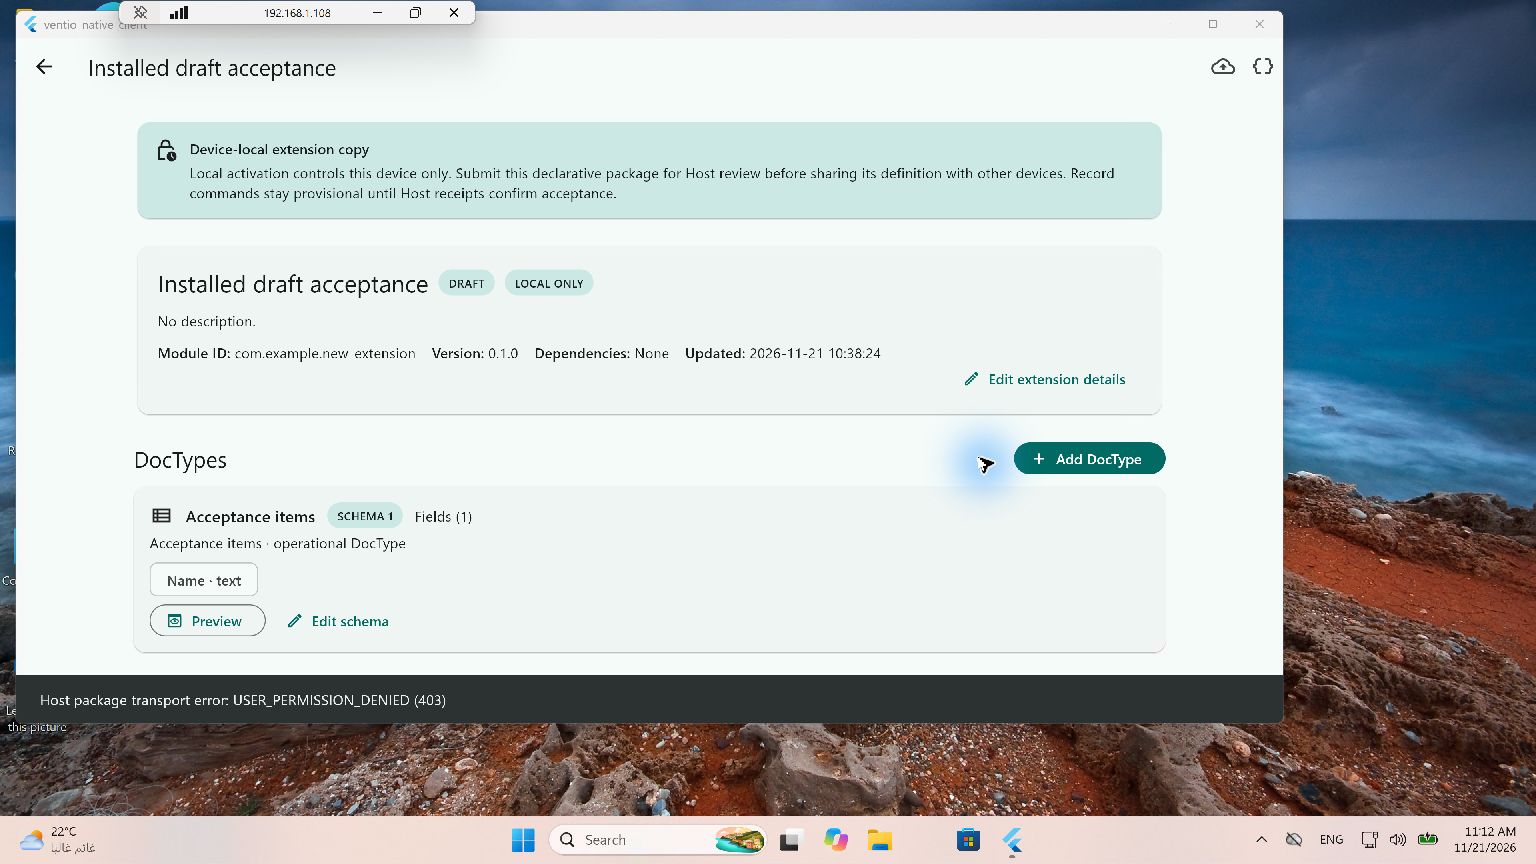 192.168.1.108
ventio native client
Installed draft acceptance
Device-local extension copy
Local activation controls this device only. Submit this declarative package for Host review before sharing its definition with other devices. Record
commands stay provisional until Host receipts confirm acceptance.
Installed draft acceptance DRAFT LOCAL ONLY
No description.
Module ID: com.example.new_extension Version: 0.1.0 Dependencies: None Updated: 2026-11-21 10:38:24
Edit extension details
DocTypes
+ Add DocType
Acceptance items SCHEMA 1 Fields (1)
Acceptance items · operational DocType
Name · text
Preview Edit schema
Host package transport error: USER_PERMISSION_DENIED (403)
this picture
22°C
غائم غالبا
Search
ENG
11:12 AM
11/21/2026